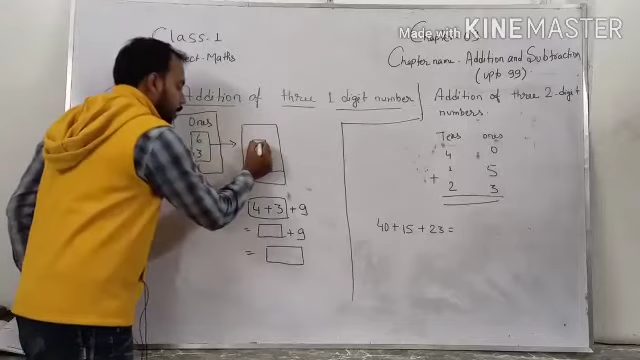 Made with KINEMASTER
Class-1
Maths
Chapter
Chapter name - Addition and Subtraction
(upto 99)
Addition of three 1 digit number
Ones
6
3
4+3 +9
= +9
=
Addition of three 2-digit
numbers.
Tens ones
4 0
1 5
+ 2 3
40+15+23=